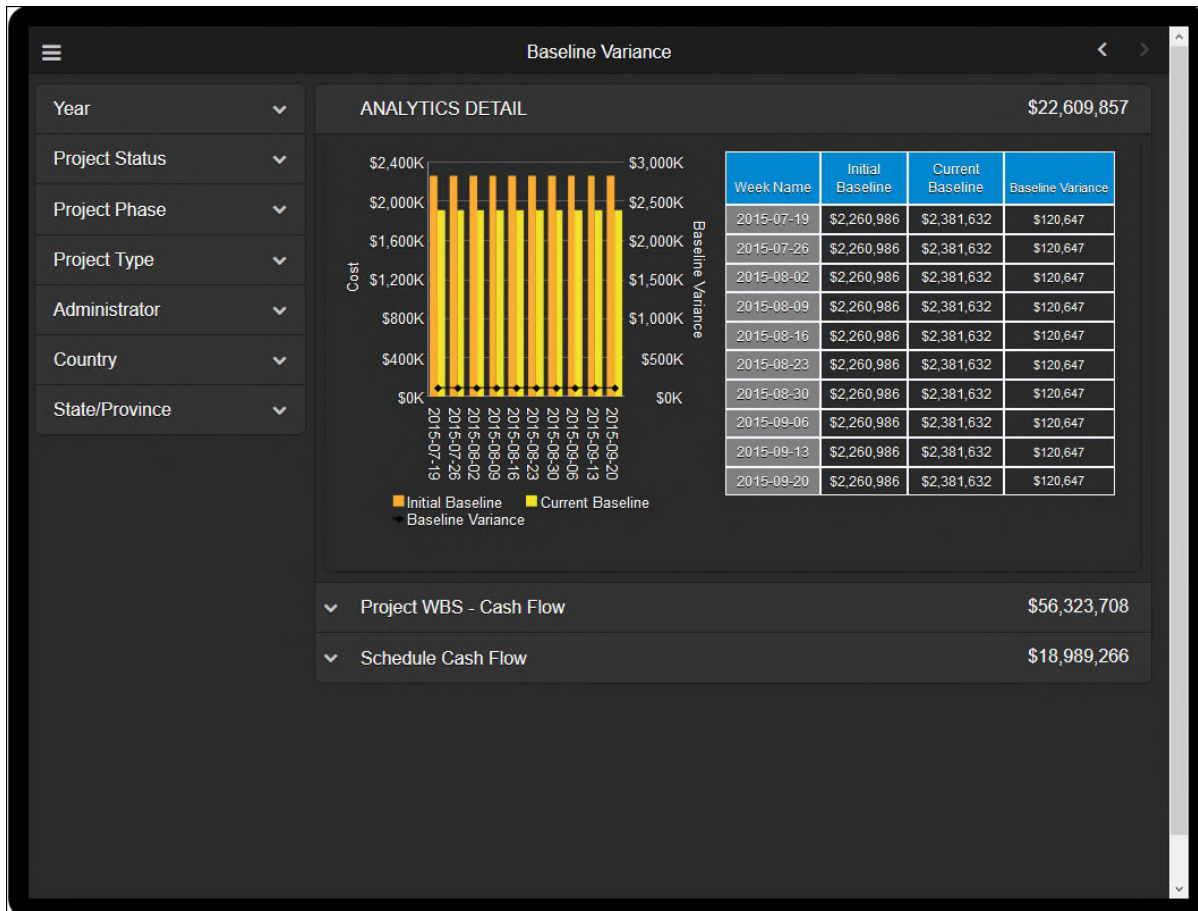 Baseline Variance
Year
Project Status
Project Phase
Project Type
Administrator
Country
State/Province
ANALYTICS DETAIL $22,609,857
$2,400K
$2,000K
$1,600K
$1,200K
$800K
$400K
$0K
Cost
$3,000K
$2,500K
$2,000K
$1,500K
$1,000K
$500K
$0K
Baseline Variance
2015-07-19
2015-07-26
2015-08-02
2015-08-09
2015-08-16
2015-08-23
2015-08-30
2015-09-06
2015-09-13
2015-09-20
Initial Baseline Current Baseline
Baseline Variance
Week Name Initial Baseline Current Baseline Baseline Variance
2015-07-19 $2,260,986 $2,381,632 $120,647
2015-07-26 $2,260,986 $2,381,632 $120,647
2015-08-02 $2,260,986 $2,381,632 $120,647
2015-08-09 $2,260,986 $2,381,632 $120,647
2015-08-16 $2,260,986 $2,381,632 $120,647
2015-08-23 $2,260,986 $2,381,632 $120,647
2015-08-30 $2,260,986 $2,381,632 $120,647
2015-09-06 $2,260,986 $2,381,632 $120,647
2015-09-13 $2,260,986 $2,381,632 $120,647
2015-09-20 $2,260,986 $2,381,632 $120,647
Project WBS - Cash Flow $56,323,708
Schedule Cash Flow $18,989,266